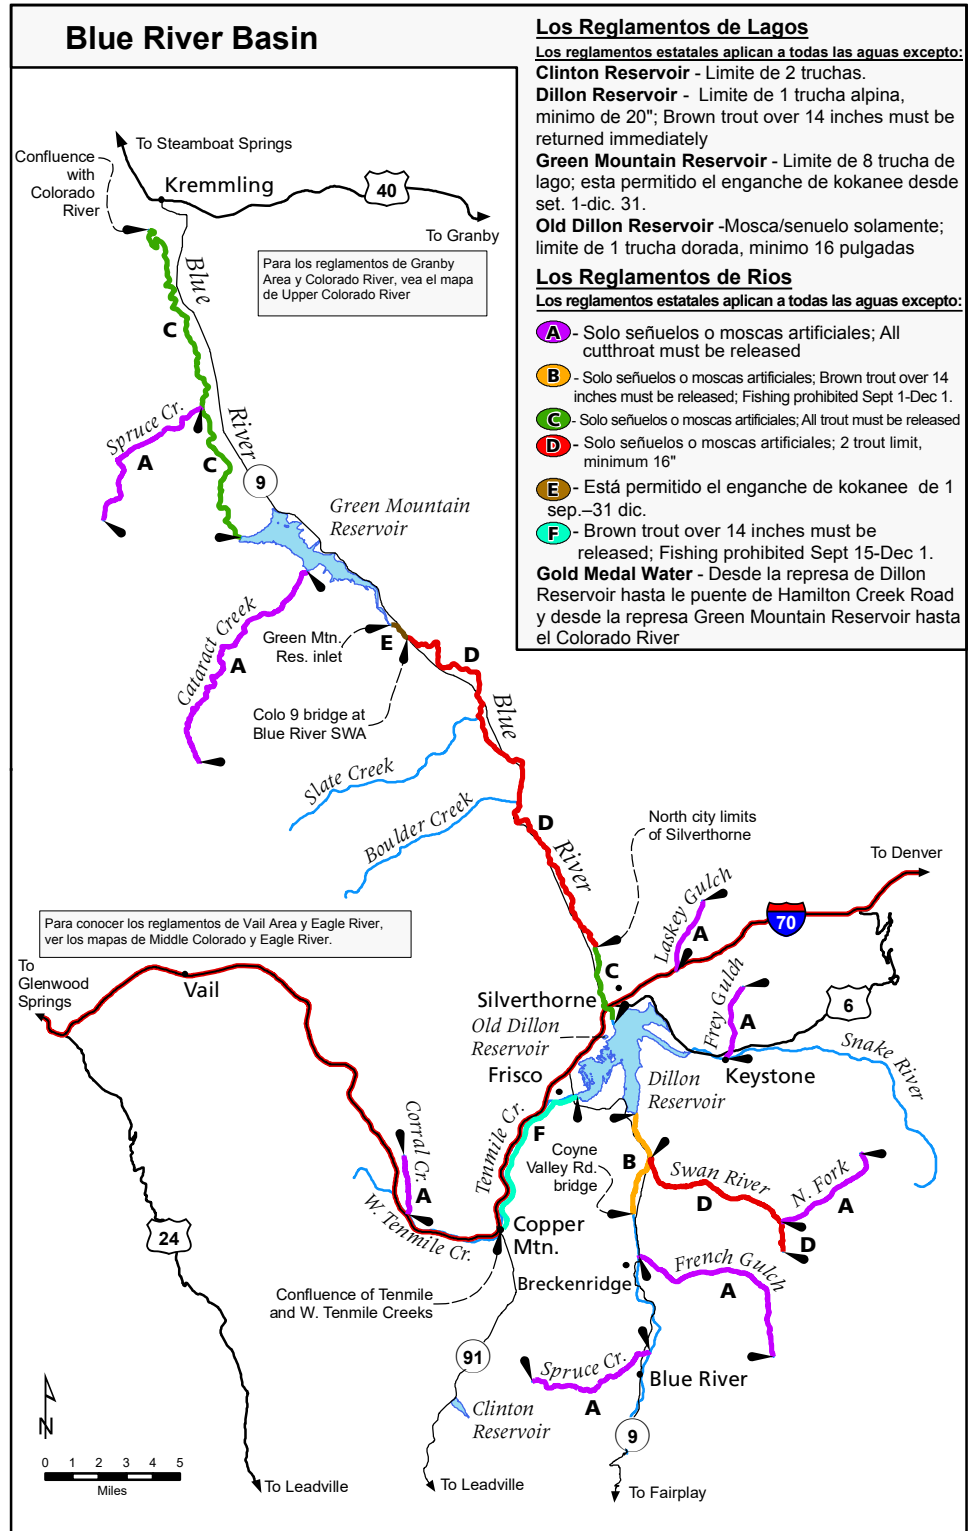 Blue River Basin
Los Reglamentos de Lagos
Los reglamentos estatales aplican a todas las aguas excepto:
Clinton Reservoir - Limite de 2 truchas.
Dillon Reservoir - Limite de 1 trucha alpina,
minimo de 20"; Brown trout over 14 inches must be
returned immediately
Green Mountain Reservoir - Limite de 8 trucha de
lago; esta permitido el enganche de kokanee desde
set. 1-dic. 31.
Old Dillon Reservoir -Mosca/senuelo solamente;
limite de 1 trucha dorada, minimo 16 pulgadas
Los Reglamentos de Rios
Los reglamentos estatales aplican a todas las aguas excepto:
A - Solo señuelos o moscas artificiales; All
cutthroat must be released
B - Solo señuelos o moscas artificiales; Brown trout over 14
inches must be released; Fishing prohibited Sept 1-Dec 1.
C - Solo señuelos o moscas artificiales; All trout must be released
D - Solo señuelos o moscas artificiales; 2 trout limit,
minimum 16"
E - Está permitido el enganche de kokanee de 1
sep.–31 dic.
F - Brown trout over 14 inches must be
released; Fishing prohibited Sept 15-Dec 1.
Gold Medal Water - Desde la represa de Dillon
Reservoir hasta le puente de Hamilton Creek Road
y desde la represa Green Mountain Reservoir hasta
el Colorado River
To Steamboat Springs
Confluence
with
Colorado
River
Kremmling
40
To Granby
Para los reglamentos de Granby
Area y Colorado River, vea el mapa
de Upper Colorado River
Blue
C
River
Spruce Cr.
A
C
9
Green Mountain
Reservoir
Cataract Creek
A
Green Mtn.
Res. inlet
E
D
Colo 9 bridge at
Blue River SWA
Blue
Slate Creek
Boulder Creek
D
River
North city limits
of Silverthorne
To Denver
Laskey Gulch
A
70
Para conocer los reglamentos de Vail Area y Eagle River,
ver los mapas de Middle Colorado y Eagle River.
To
Glenwood
Springs
Vail
C
Silverthorne
Frey Gulch
A
6
Old Dillon
Reservoir
Snake River
Frisco
Keystone
Dillon
Reservoir
Tenmile Cr.
F
Corral Cr.
A
Coyne
Valley Rd.
bridge
B
Swan River
D
N. Fork
A
D
W. Tenmile Cr.
Copper
Mtn.
24
French Gulch
A
Breckenridge
Confluence of Tenmile
and W. Tenmile Creeks
91
Spruce Cr.
A
Blue River
Clinton
Reservoir
9
N
0 1 2 3 4 5
Miles
To Leadville
To Leadville
To Fairplay